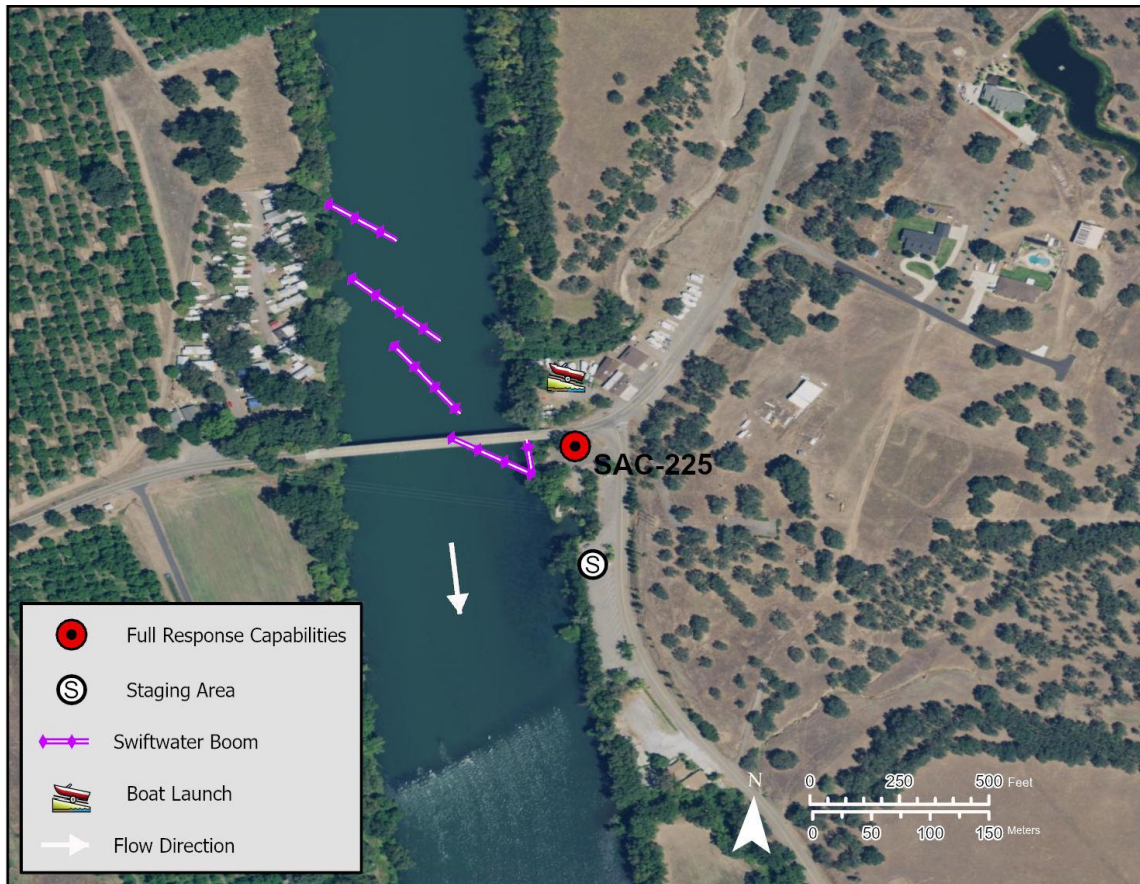 SAC-225
S
Full Response Capabilities
S
Staging Area
Swiftwater Boom
Boat Launch
Flow Direction
N
0 250 500 Feet
0 50 100 150 Meters